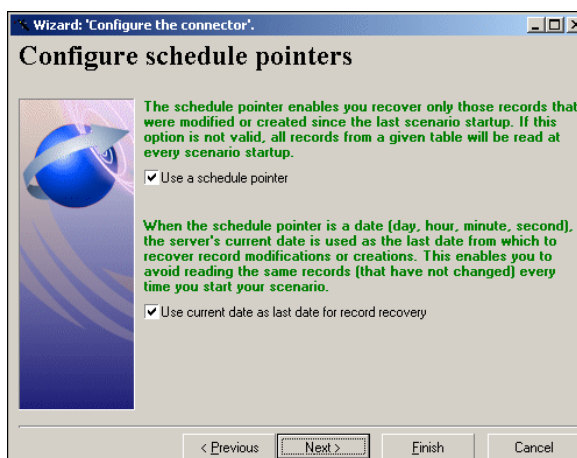 Wizard: 'Configure the connector'.
Configure schedule pointers
The schedule pointer enables you recover only those records that
were modified or created since the last scenario startup. If this
option is not valid, all records from a given table will be read at
every scenario startup.
Use a schedule pointer
When the schedule pointer is a date (day, hour, minute, second),
the server's current date is used as the last date from which to
recover record modifications or creations. This enables you to
avoid reading the same records (that have not changed) every
time you start your scenario.
Use current date as last date for record recovery
< Previous Next > Finish Cancel